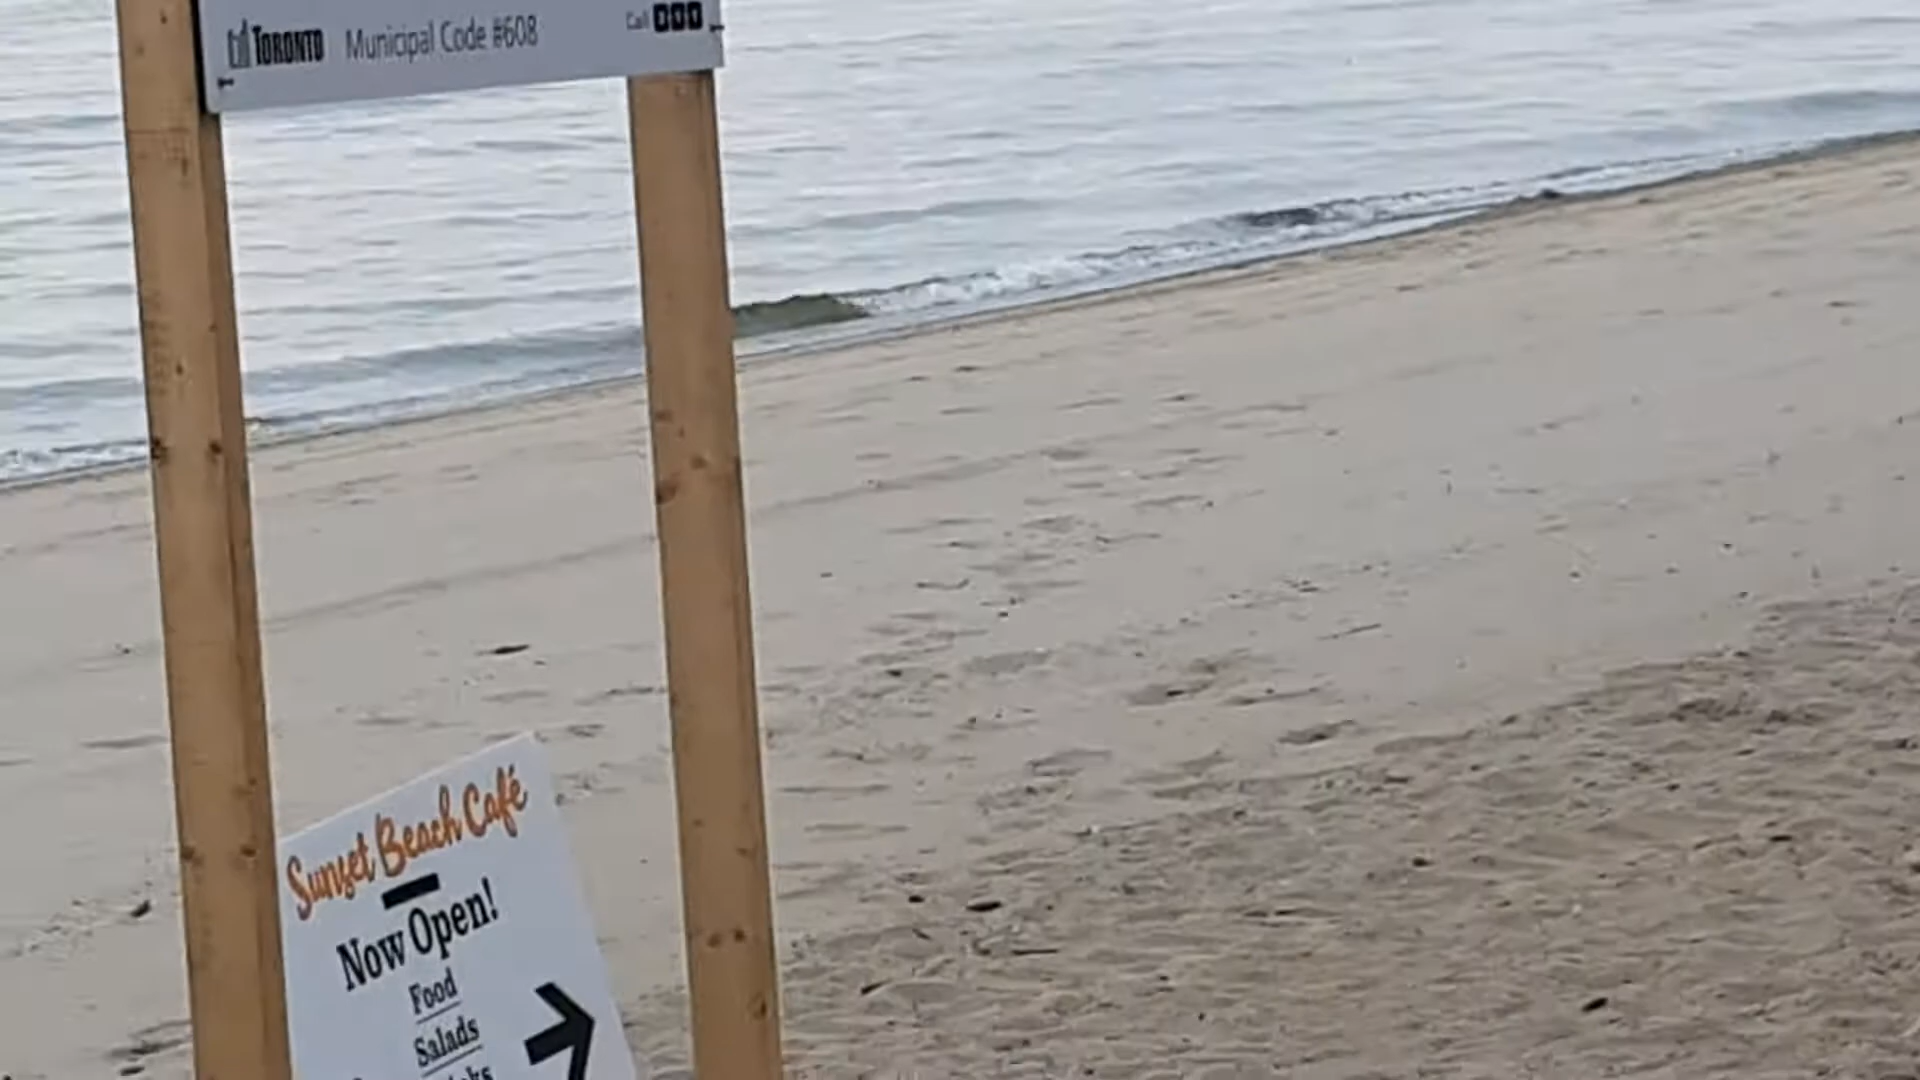 TORONTO Municipal Code #608 Call
Sunset Beach Café
Now Open!
Food
Salads